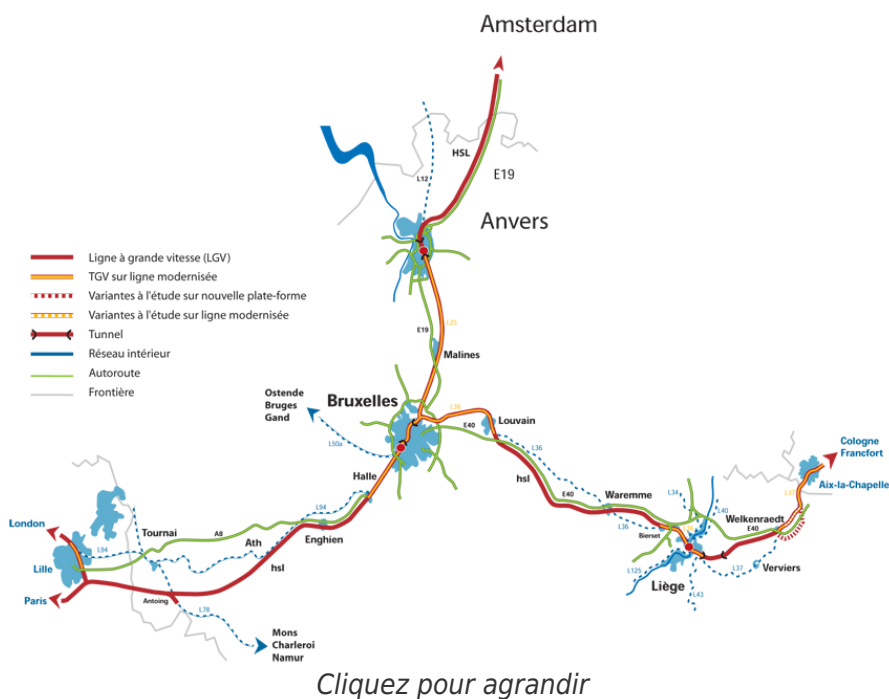 Amsterdam
HSL
L12
E19
Anvers
Ligne à grande vitesse (LGV)
TGV sur ligne modernisée
Variantes à l'étude sur nouvelle plate-forme
Variantes à l'étude sur ligne modernisée
Tunnel
Réseau intérieur
Autoroute
Frontière
E19
L25
Malines
Ostende
Bruges
Gand
Bruxelles
L36
Louvain
E40
L50a
L36
Halle
hsl
Cologne
Francfort
Aix-la-Chapelle
L37
Waremme
E40
L34
L94
L36
L40
Welkenraedt
London
Tournai
A8
Enghien
Bierset
E40
L94
Ath
hsl
Lille
Liège
L37
Verviers
L125
L43
Paris
Antoing
L78
Mons
Charleroi
Namur
Cliquez pour agrandir